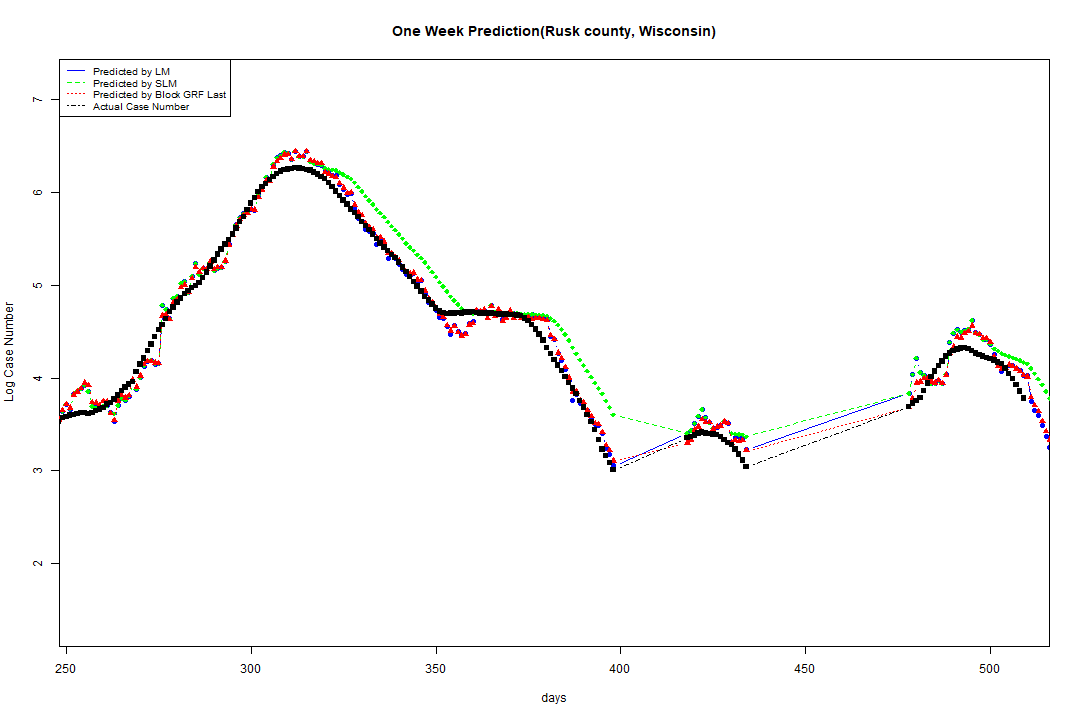 One Week Prediction(Rusk county, Wisconsin)
Predicted by LM
Predicted by SLM
Predicted by Block GRF Last
Actual Case Number
7
6
5
4
3
2
Log Case Number
250 300 350 400 450 500
days